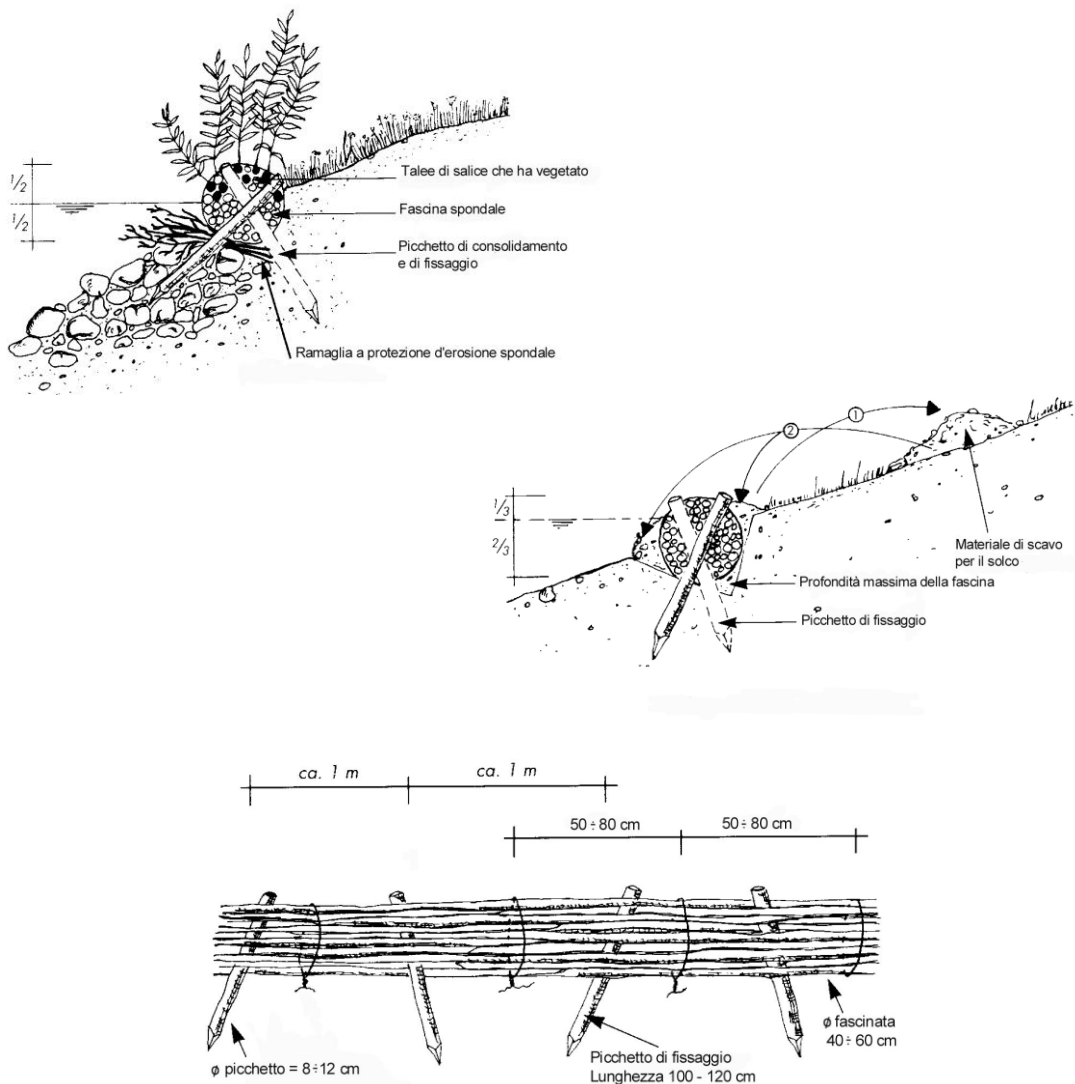 1/2
1/2
Talee di salice che ha vegetato
Fascina spondale
Picchetto di consolidamento
e di fissaggio
Ramaglia a protezione d'erosione spondale
1
2
1/3
2/3
Materiale di scavo
per il solco
Profondità massima della fascina
Picchetto di fissaggio
ca. 1 m
ca. 1 m
50÷80 cm
50÷80 cm
ø fascinata
40÷60 cm
ø picchetto = 8÷12 cm
Picchetto di fissaggio
Lunghezza 100 - 120 cm